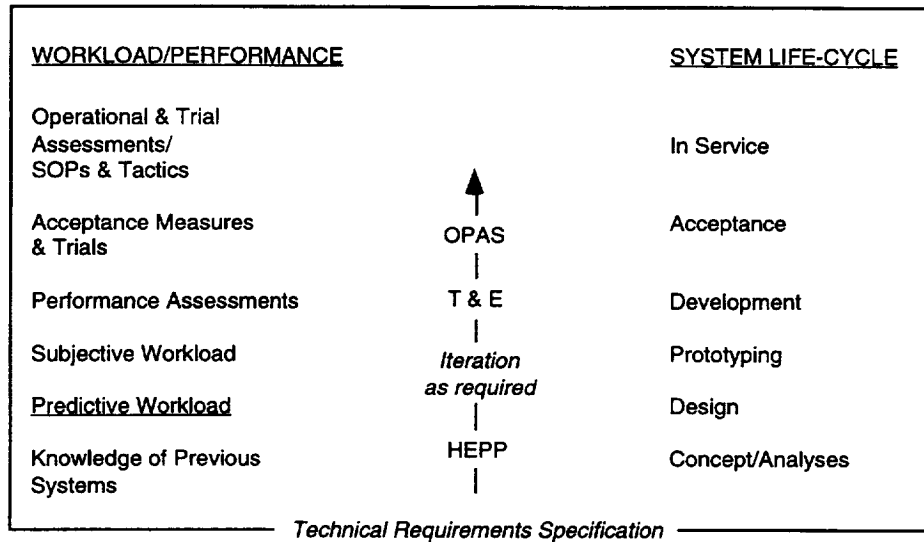 WORKLOAD/PERFORMANCE
SYSTEM LIFE-CYCLE
Operational & Trial
Assessments/
SOPs & Tactics
In Service
Acceptance Measures
& Trials
OPAS
Acceptance
Performance Assessments
T & E
Development
Subjective Workload
Iteration
as required
Prototyping
Predictive Workload
Design
Knowledge of Previous
Systems
HEPP
Concept/Analyses
Technical Requirements Specification